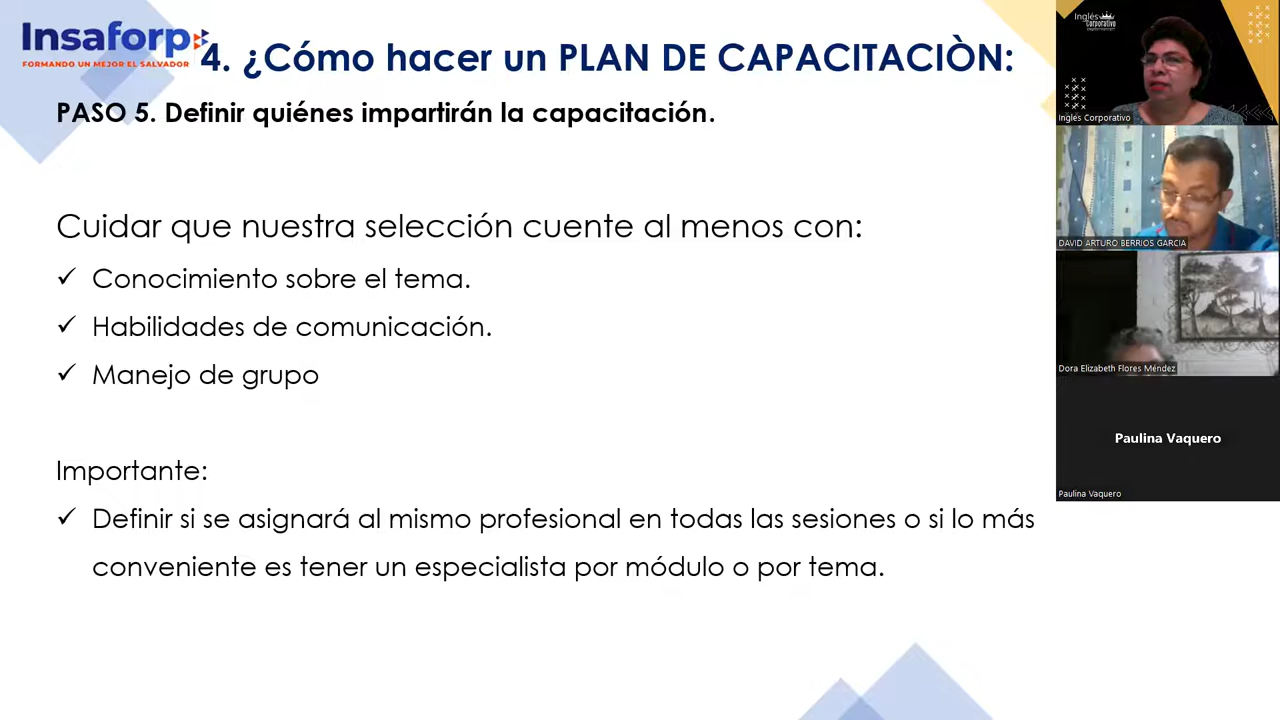 Insaforp
FORMANDO UN MEJOR EL SALVADOR
4. ¿Cómo hacer un PLAN DE CAPACITACIÒN:
PASO 5. Definir quiénes impartirán la capacitación.
Cuidar que nuestra selección cuente al menos con:
✓ Conocimiento sobre el tema.
✓ Habilidades de comunicación.
✓ Manejo de grupo
Importante:
✓ Definir si se asignará al mismo profesional en todas las sesiones o si lo más
conveniente es tener un especialista por módulo o por tema.
Inglés
Corporativo
Inglés Corporativo
DAVID ARTURO BERRIOS GARCIA
Dora Elizabeth Flores Méndez
Paulina Vaquero
Paulina Vaquero